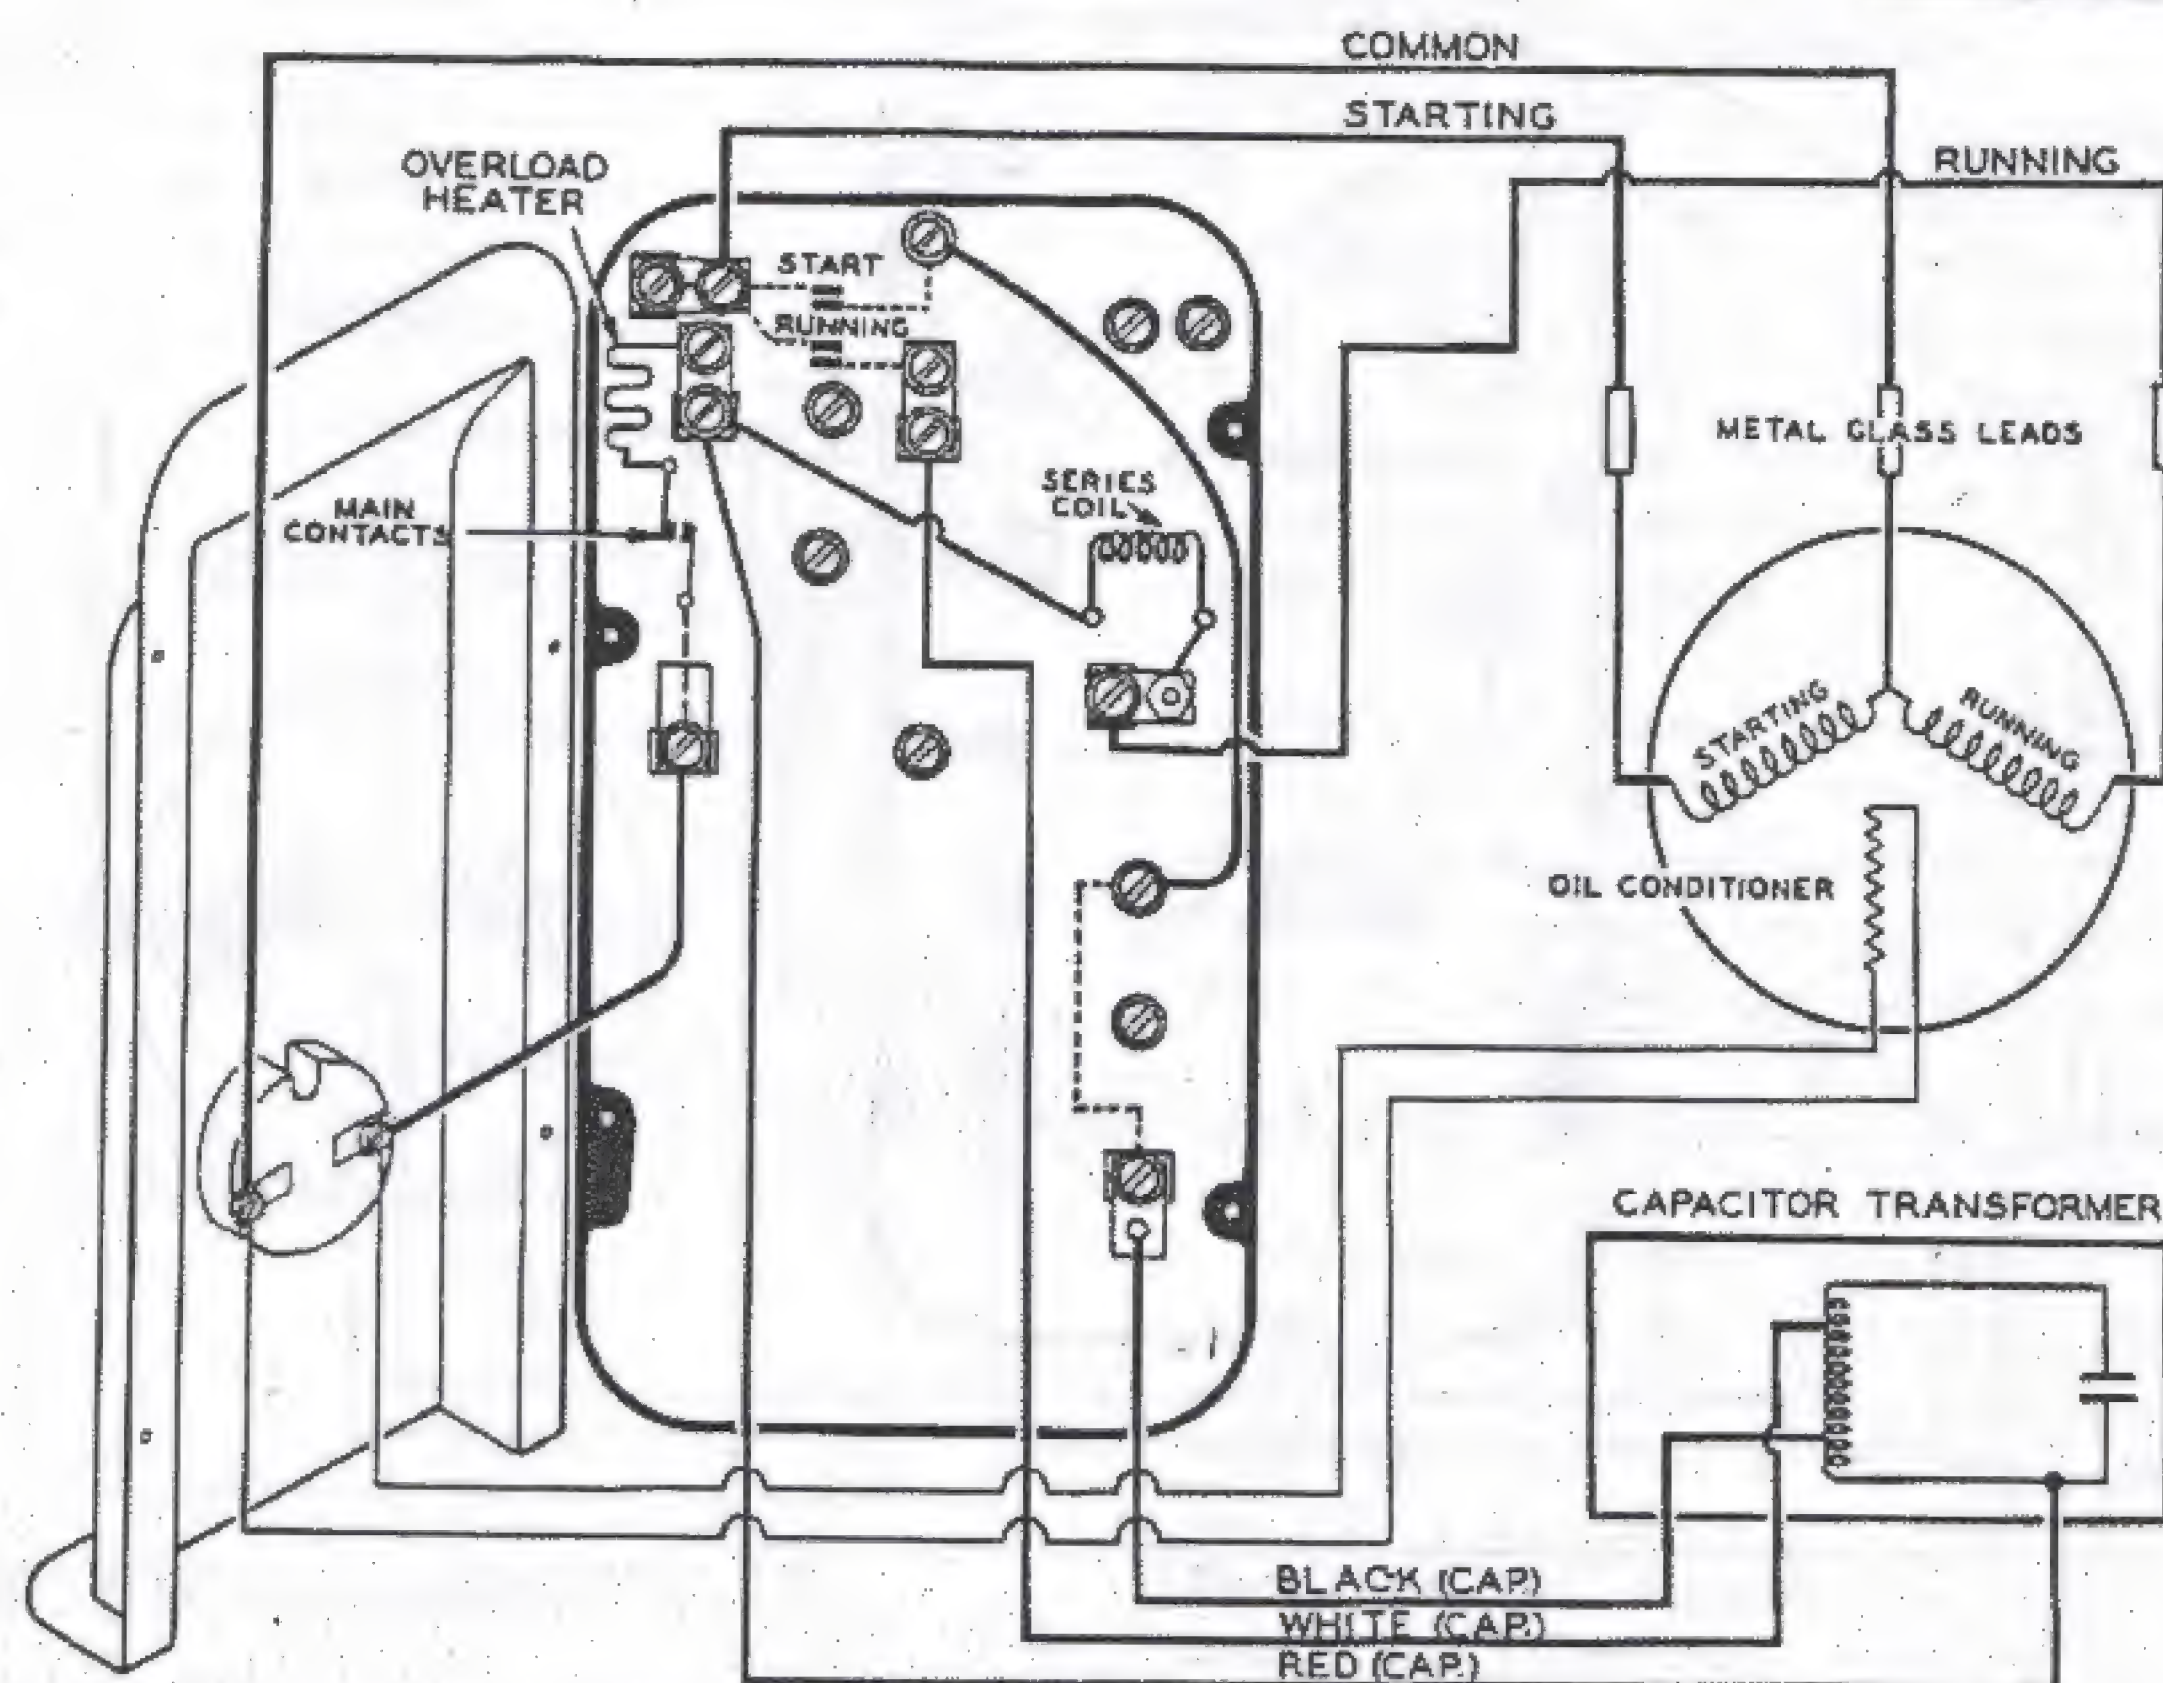 COMMON
STARTING
RUNNING
OVERLOAD
HEATER
START
RUNNING
METAL GLASS LEADS
SERIES
COIL
MAIN
CONTACTS
STARTING
RUNNING
OIL CONDITIONER
CAPACITOR TRANSFORMER
BLACK (CAP.)
WHITE (CAP.)
RED (CAP.)